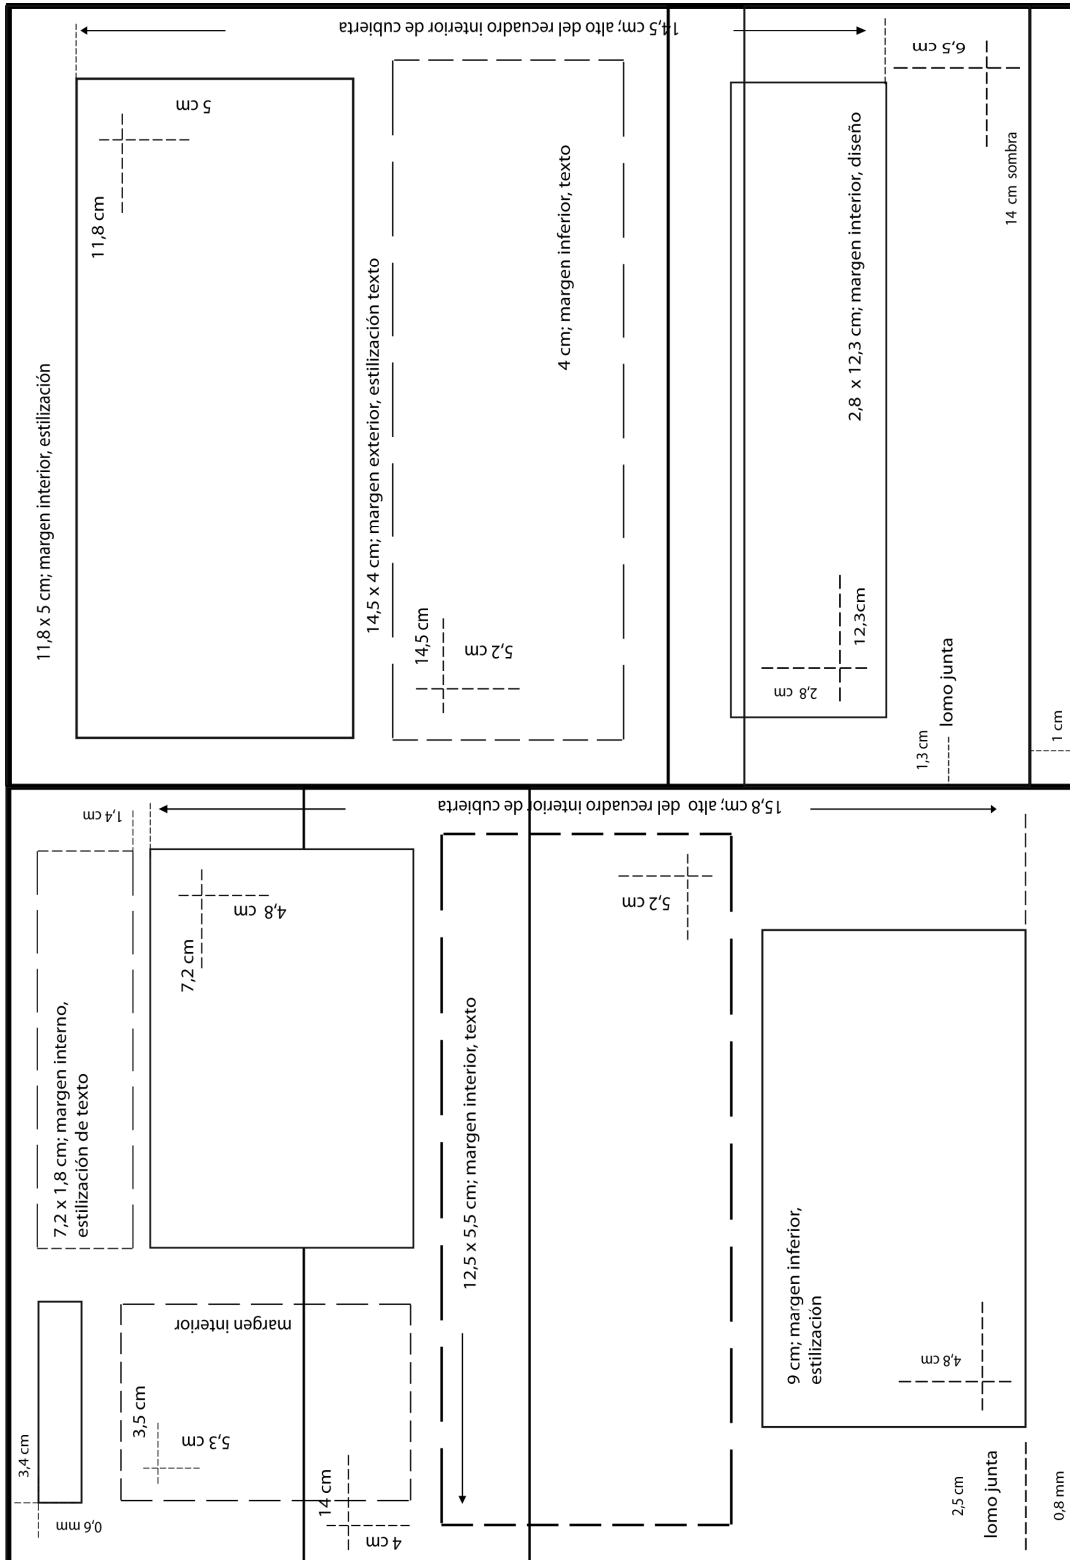 14,5 cm; alto del recuadro interior de cubierta
6,5 cm
5 cm
11,8 cm
14 cm sombra
11,8 x 5 cm; margen interior, estilización
14,5 x 4 cm; margen exterior, estilización texto
4 cm; margen inferior, texto
2,8 x 12,3 cm; margen interior, diseño
14,5 cm
5,2 cm
12,3cm
2,8 cm
lomo junta
1,3 cm
1 cm
15,8 cm; alto del recuadro interior de cubierta
1,4 cm
4,8 cm
7,2 cm
5,2 cm
7,2 x 1,8 cm; margen interno,
estilización de texto
12,5 x 5,5 cm; margen interior, texto
9 cm; margen inferior,
estilización
4,8 cm
margen interior
3,5 cm
5,3 cm
3,4 cm
0,6 mm
14 cm
4 cm
2,5 cm
lomo junta
0,8 mm